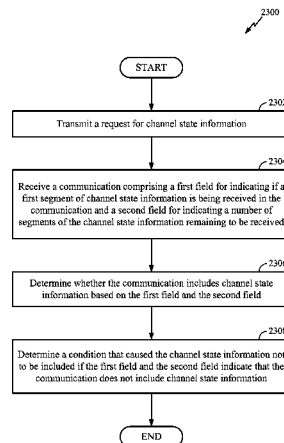 2300
START
2302
Transmit a request for channel state information
2304
Receive a communication comprising a first field for indicating if a
first segment of channel state information is being received in the
communication and a second field for indicating a number of
segments of the channel state information remaining to be received
2306
Determine whether the communication includes channel state
information based on the first field and the second field
2308
Determine a condition that caused the channel state information not
to be included if the first field and the second field indicate that the
communication does not include channel state information
END